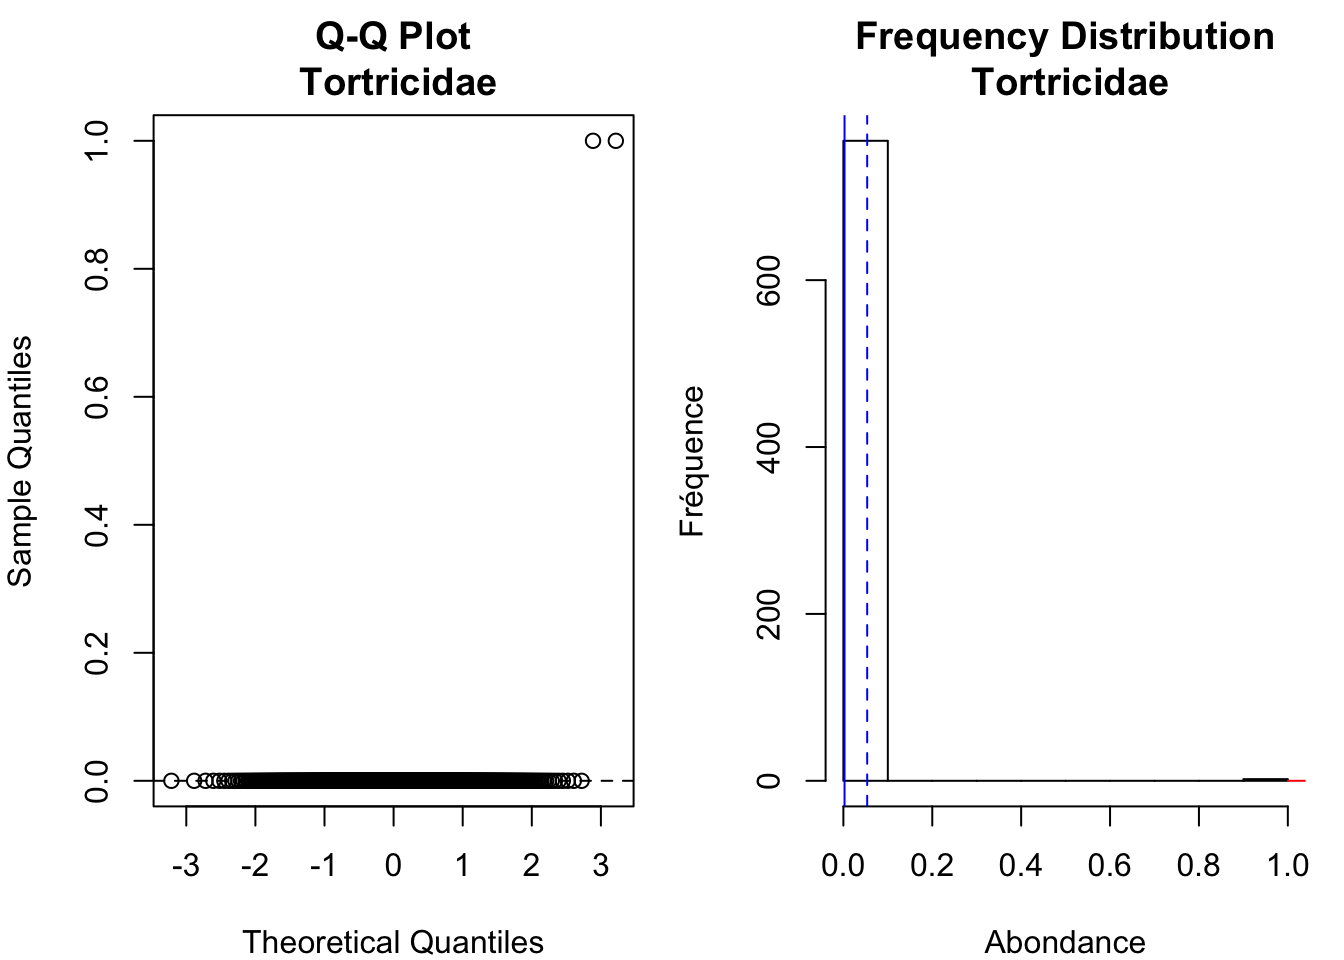 Q-Q Plot
Tortricidae
Sample Quantiles
1.0
0.8
0.6
0.4
0.2
0.0
-3 -2 -1 0 1 2 3
Theoretical Quantiles
Frequency Distribution
Tortricidae
Fréquence
600
400
200
0
0.0 0.2 0.4 0.6 0.8 1.0
Abondance